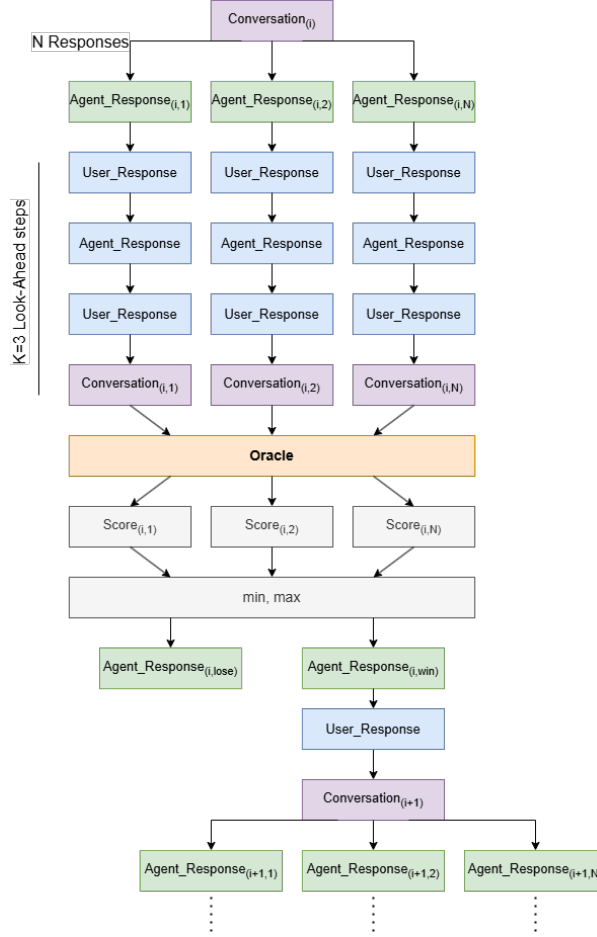 Conversation(i)
N Responses
Agent_Response(i,1) Agent_Response(i,2) Agent_Response(i,N)
User_Response User_Response User_Response
K=3 Look-Ahead steps
Agent_Response Agent_Response Agent_Response
User_Response User_Response User_Response
Conversation(i,1) Conversation(i,2) Conversation(i,N)
Oracle
Score(i,1) Score(i,2) Score(i,N)
min, max
Agent_Response(i,lose) Agent_Response(i,win)
User_Response
Conversation(i+1)
Agent_Response(i+1,1) Agent_Response(i+1,2) Agent_Response(i+1,N